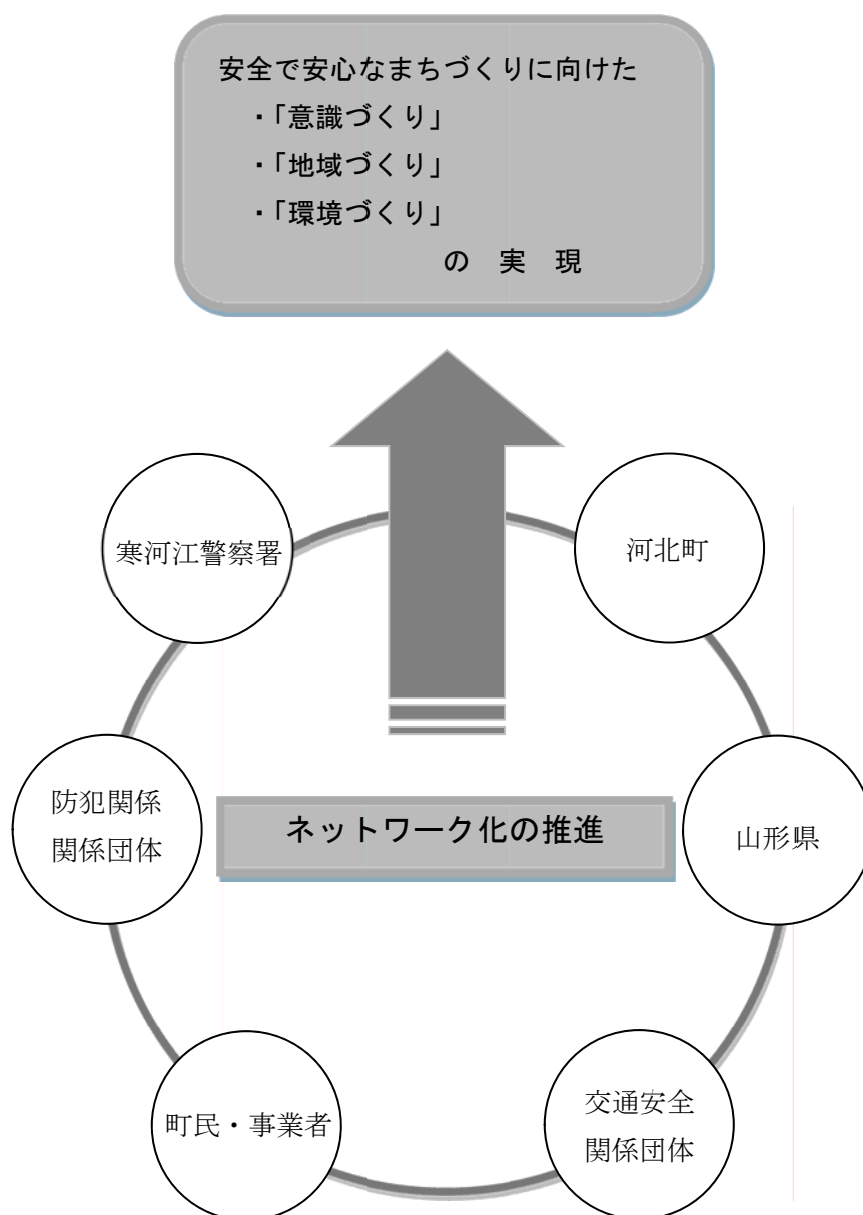 安全で安心なまちづくりに向けた
・「意識づくり」
・「地域づくり」
・「環境づくり」
の 実 現
寒河江警察署
河北町
防犯関係
関係団体
ネットワーク化の推進
山形県
町民・事業者
交通安全
関係団体